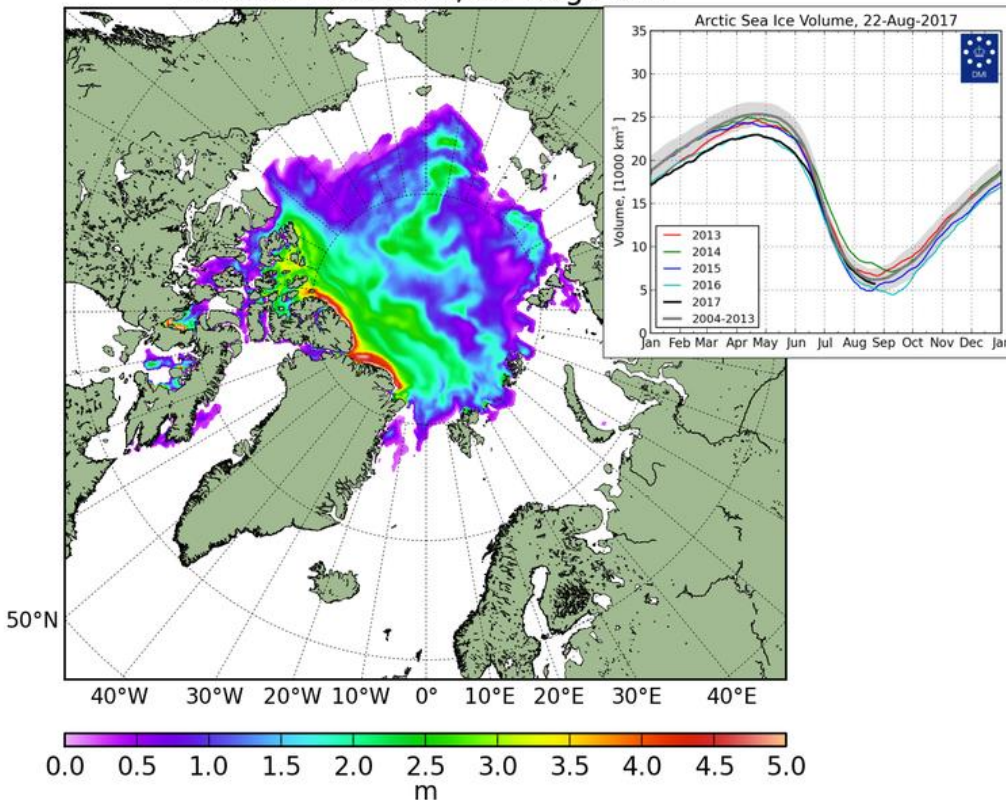 Arctic Sea Ice Volume, 22-Aug-2017
DMI
35
30
25
20
15
10
5
0
Volume, [1000 km³ ]
2013
2014
2015
2016
2017
2004-2013
Jan Feb Mar Apr May Jun Jul Aug Sep Oct Nov Dec Jan
50°N
40°W 30°W 20°W 10°W 0° 10°E 20°E 30°E 40°E
0.0 0.5 1.0 1.5 2.0 2.5 3.0 3.5 4.0 4.5 5.0
m